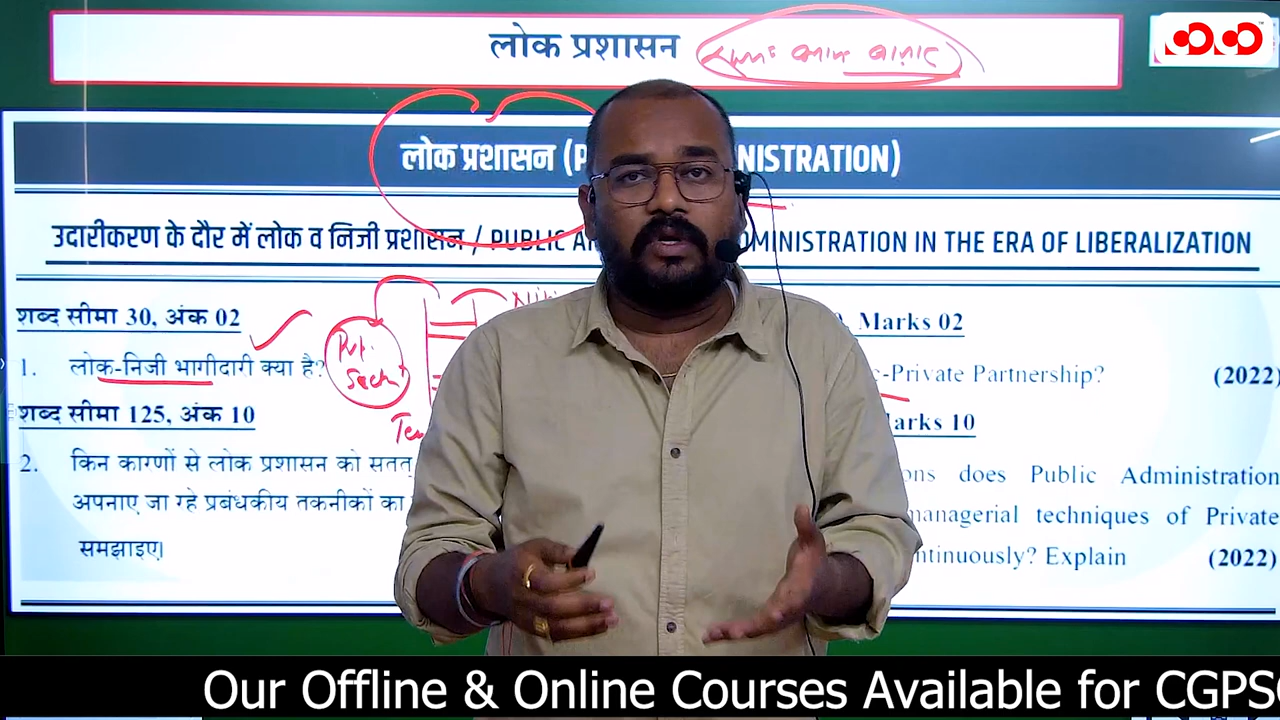 लोक प्रशासन
लोक प्रशासन (P NISTRATION)
उदारीकरण के दौर में लोक व निजी प्रशासन / PUBLIC A DMINISTRATION IN THE ERA OF LIBERALIZATION
शब्द सीमा 30, अंक 02
Marks 02
1. लोक-निजी भागीदारी क्या है?
-Private Partnership? (2022)
शब्द सीमा 125, अंक 10
arks 10
2. किन कारणों से लोक प्रशासन को सतत्
अपनाए जा रहे प्रबंधकीय तकनीकों का
समझाइए।
ons does Public Administration
managerial techniques of Private
ntinuously? Explain (2022)
Our Offline & Online Courses Available for CGPS